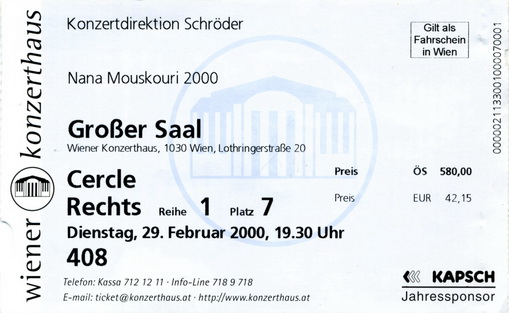 Konzertdirektion Schröder
Gilt als
Fahrschein
in Wien
Nana Mouskouri 2000
Großer Saal
Wiener Konzerthaus, 1030 Wien, Lothringerstraße 20
Cercle
Preis ÖS 580,00
Rechts Reihe 1 Platz 7
Preis EUR 42,15
Dienstag, 29. Februar 2000, 19.30 Uhr
408
Telefon: Kassa 712 12 11 · Info-Line 718 9 718
E-mail: ticket@konzerthaus.at · http://www.konzerthaus.at
KAPSCH
Jahressponsor
wiener konzerthaus
0000021133001000070001